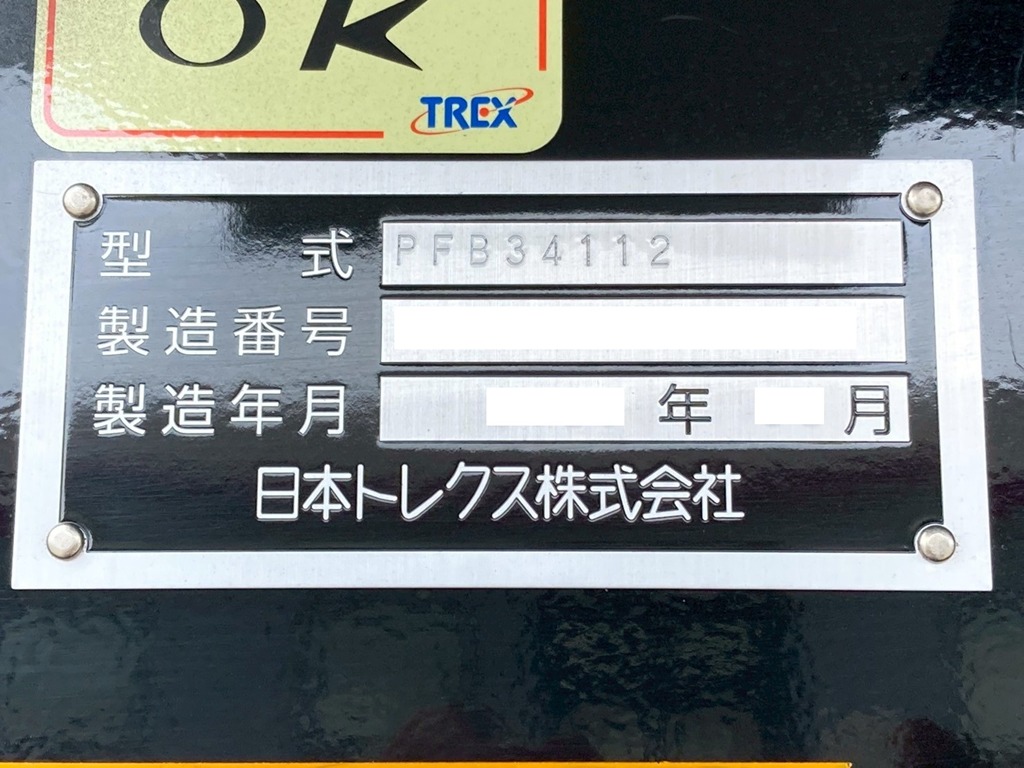 OK
TREX
型式 PFB34112
製造番号
製造年月 年 月
日本トレクス株式会社